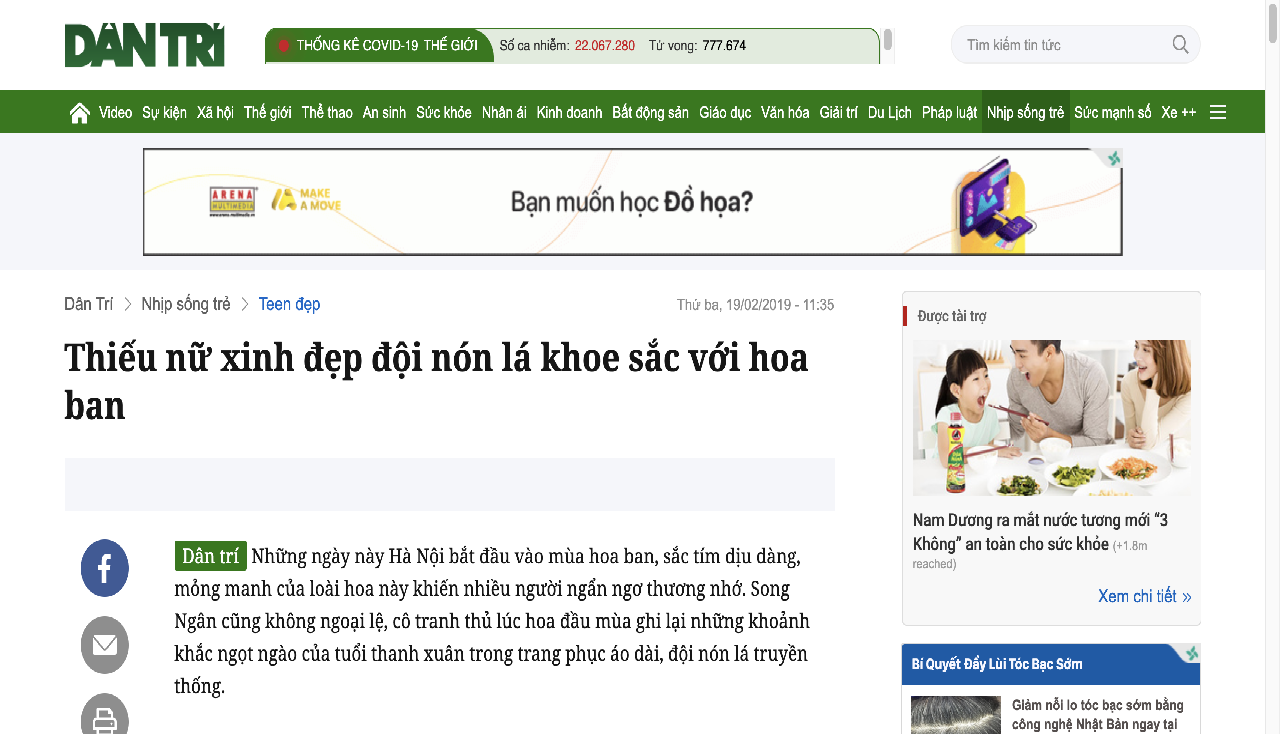 DÂN TRÍ
THỐNG KÊ COVID-19 THẾ GIỚI Số ca nhiễm: 22.067.280 Tử vong: 777.674
Tìm kiếm tin tức
Video Sự kiện Xã hội Thế giới Thể thao An sinh Sức khỏe Nhân ái Kinh doanh Bất động sản Giáo dục Văn hóa Giải trí Du Lịch Pháp luật Nhịp sống trẻ Sức mạnh số Xe ++
ARENA
MULTIMEDIA
www.arena-multimedia.vn
MAKE
A MOVE
Bạn muốn học Đồ họa?
Dân Trí Nhịp sống trẻ Teen đẹp
Thứ ba, 19/02/2019 - 11:35
Thiếu nữ xinh đẹp đội nón lá khoe sắc với hoa
ban
Dân trí Những ngày này Hà Nội bắt đầu vào mùa hoa ban, sắc tím dịu dàng,
mỏng manh của loài hoa này khiến nhiều người ngẩn ngơ thương nhớ. Song
Ngân cũng không ngoại lệ, cô tranh thủ lúc hoa đầu mùa ghi lại những khoảnh
khắc ngọt ngào của tuổi thanh xuân trong trang phục áo dài, đội nón lá truyền
thống.
Được tài trợ
Nam Dương ra mắt nước tương mới “3
Không” an toàn cho sức khỏe (+1.8m
reached)
Xem chi tiết »
Bí Quyết Đẩy Lùi Tóc Bạc Sớm
Giảm nỗi lo tóc bạc sớm bằng
công nghệ Nhật Bản ngay tại